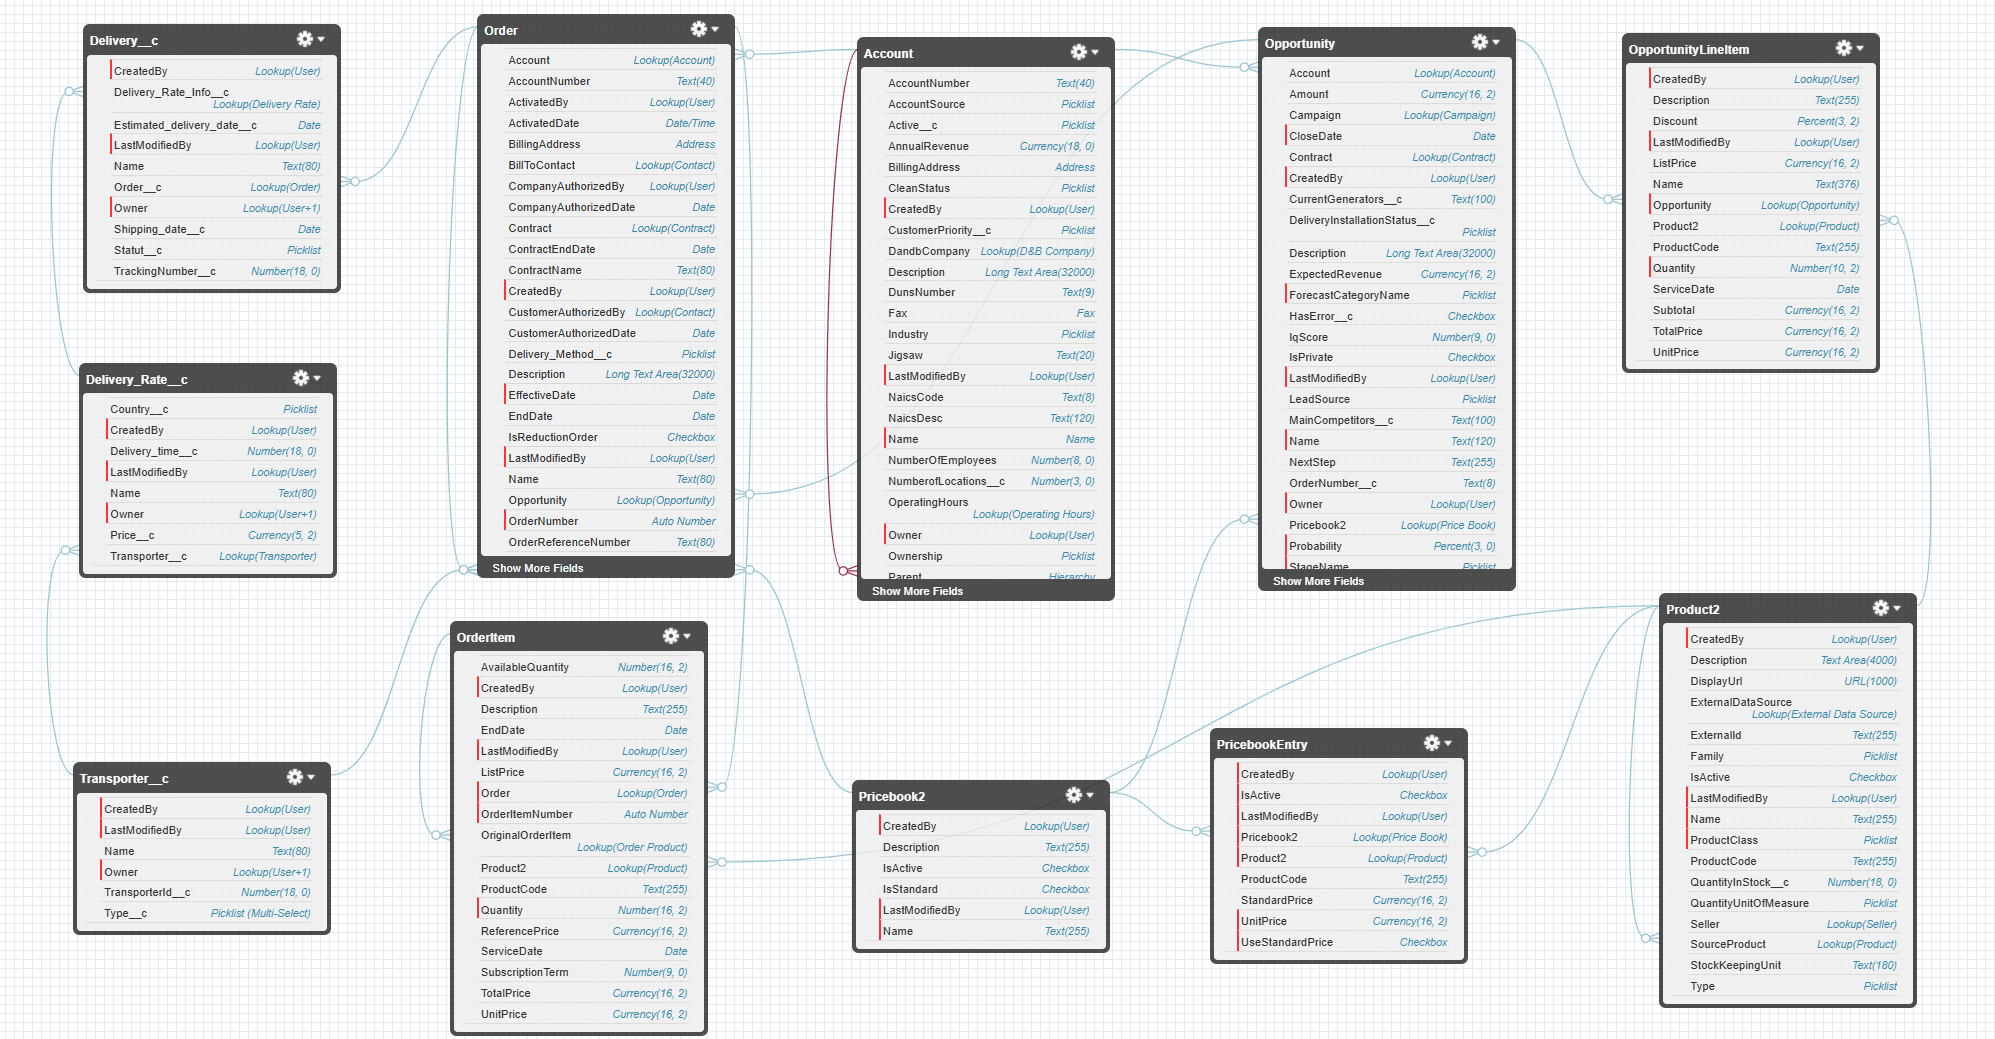 Delivery__c
CreatedBy Lookup(User)
Delivery_Rate_Info__c
Lookup(Delivery Rate)
Estimated_delivery_date__c Date
LastModifiedBy Lookup(User)
Name Text(80)
Order__c Lookup(Order)
Owner Lookup(User+1)
Shipping_date__c Date
Statut__c Picklist
TrackingNumber__c Number(18, 0)
Delivery_Rate__c
Country__c Picklist
CreatedBy Lookup(User)
Delivery_time__c Number(18, 0)
LastModifiedBy Lookup(User)
Name Text(80)
Owner Lookup(User+1)
Price__c Currency(5, 2)
Transporter__c Lookup(Transporter)
Transporter__c
CreatedBy Lookup(User)
LastModifiedBy Lookup(User)
Name Text(80)
Owner Lookup(User+1)
TransporterId__c Number(18, 0)
Type__c Picklist (Multi-Select)
Order
Account Lookup(Account)
AccountNumber Text(40)
ActivatedBy Lookup(User)
ActivatedDate Date/Time
BillingAddress Address
BillToContact Lookup(Contact)
CompanyAuthorizedBy Lookup(User)
CompanyAuthorizedDate Date
Contract Lookup(Contract)
ContractEndDate Date
ContractName Text(80)
CreatedBy Lookup(User)
CustomerAuthorizedBy Lookup(Contact)
CustomerAuthorizedDate Date
Delivery_Method__c Picklist
Description Long Text Area(32000)
EffectiveDate Date
EndDate Date
IsReductionOrder Checkbox
LastModifiedBy Lookup(User)
Name Text(80)
Opportunity Lookup(Opportunity)
OrderNumber Auto Number
OrderReferenceNumber Text(80)
Show More Fields
OrderItem
AvailableQuantity Number(16, 2)
CreatedBy Lookup(User)
Description Text(255)
EndDate Date
LastModifiedBy Lookup(User)
ListPrice Currency(16, 2)
Order Lookup(Order)
OrderItemNumber Auto Number
OriginalOrderItem
Lookup(Order Product)
Product2 Lookup(Product)
ProductCode Text(255)
Quantity Number(16, 2)
ReferencePrice Currency(16, 2)
ServiceDate Date
SubscriptionTerm Number(9, 0)
TotalPrice Currency(16, 2)
UnitPrice Currency(16, 2)
Account
AccountNumber Text(40)
AccountSource Picklist
Active__c Picklist
AnnualRevenue Currency(18, 0)
BillingAddress Address
CleanStatus Picklist
CreatedBy Lookup(User)
CustomerPriority__c Picklist
DandbCompany Lookup(D&B Company)
Description Long Text Area(32000)
DunsNumber Text(9)
Fax Fax
Industry Picklist
Jigsaw Text(20)
LastModifiedBy Lookup(User)
NaicsCode Text(8)
NaicsDesc Text(120)
Name Name
NumberOfEmployees Number(8, 0)
NumberofLocations__c Number(3, 0)
OperatingHours
Lookup(Operating Hours)
Owner Lookup(User)
Ownership Picklist
Parent Hierarchy
Show More Fields
Pricebook2
CreatedBy Lookup(User)
Description Text(255)
IsActive Checkbox
IsStandard Checkbox
LastModifiedBy Lookup(User)
Name Text(255)
Opportunity
Account Lookup(Account)
Amount Currency(16, 2)
Campaign Lookup(Campaign)
CloseDate Date
Contract Lookup(Contract)
CreatedBy Lookup(User)
CurrentGenerators__c Text(100)
DeliveryInstallationStatus__c
Picklist
Description Long Text Area(32000)
ExpectedRevenue Currency(16, 2)
ForecastCategoryName Picklist
HasError__c Checkbox
IqScore Number(9, 0)
IsPrivate Checkbox
LastModifiedBy Lookup(User)
LeadSource Picklist
MainCompetitors__c Text(100)
Name Text(120)
NextStep Text(255)
OrderNumber__c Text(8)
Owner Lookup(User)
Pricebook2 Lookup(Price Book)
Probability Percent(3, 0)
StageName Picklist
Show More Fields
PricebookEntry
CreatedBy Lookup(User)
IsActive Checkbox
LastModifiedBy Lookup(User)
Pricebook2 Lookup(Price Book)
Product2 Lookup(Product)
ProductCode Text(255)
StandardPrice Currency(16, 2)
UnitPrice Currency(16, 2)
UseStandardPrice Checkbox
OpportunityLineItem
CreatedBy Lookup(User)
Description Text(255)
Discount Percent(3, 2)
LastModifiedBy Lookup(User)
ListPrice Currency(16, 2)
Name Text(376)
Opportunity Lookup(Opportunity)
Product2 Lookup(Product)
ProductCode Text(255)
Quantity Number(10, 2)
ServiceDate Date
Subtotal Currency(16, 2)
TotalPrice Currency(16, 2)
UnitPrice Currency(16, 2)
Product2
CreatedBy Lookup(User)
Description Text Area(4000)
DisplayUrl URL(1000)
ExternalDataSource
Lookup(External Data Source)
ExternalId Text(255)
Family Picklist
IsActive Checkbox
LastModifiedBy Lookup(User)
Name Text(255)
ProductClass Picklist
ProductCode Text(255)
QuantityInStock__c Number(18, 0)
QuantityUnitOfMeasure Picklist
Seller Lookup(Seller)
SourceProduct Lookup(Product)
StockKeepingUnit Text(180)
Type Picklist